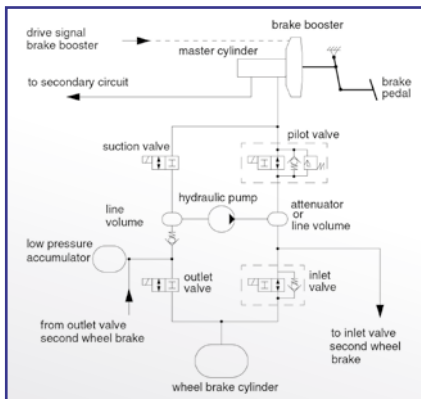 brake booster
drive signal
brake booster
master cylinder
to secondary circuit
brake
pedal
suction valve
pilot valve
line
volume
hydraulic pump
attenuator
or
line volume
low pressure
accumulator
outlet
valve
inlet
valve
from outlet valve
second wheel brake
to inlet valve
second wheel
brake
wheel brake cylinder